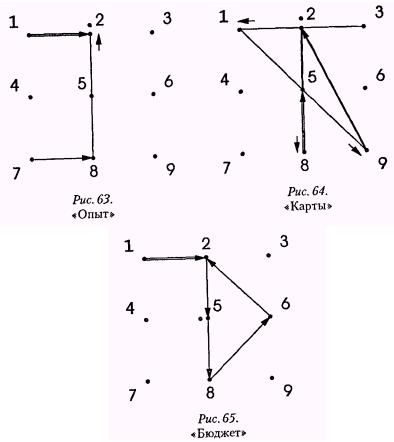 1 2 3
4 5 6
7 8 9
Рис. 63.
«Опыт»
1 2 3
4 5 6
7 8 9
Рис. 64.
«Карты»
1 2 3
4 5 6
7 8 9
Рис. 65.
«Бюджет»